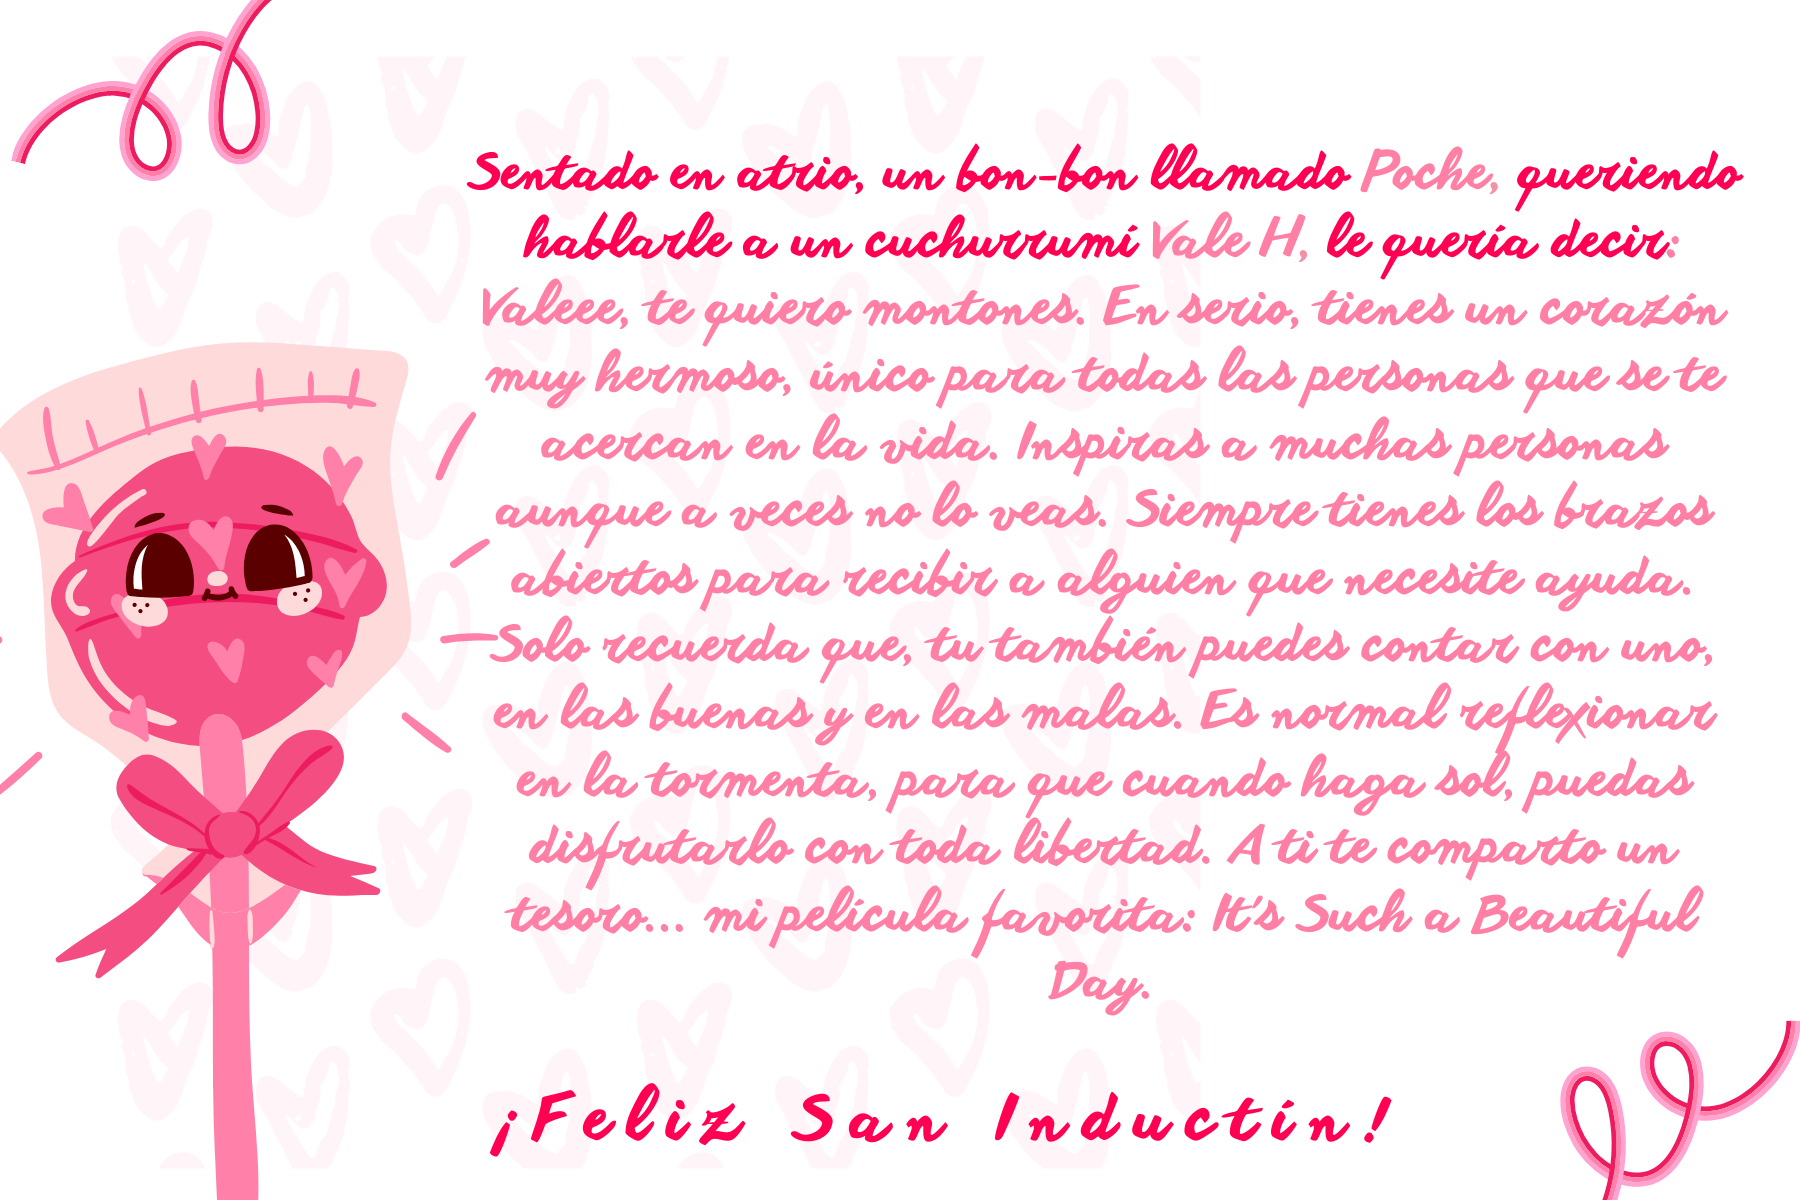 Sentado en atrio, un bon-bon llamado Poche, queriendo
hablarle a un cuchurrumí Vale H, le quería decir:
Valeee, te quiero montones. En serio, tienes un corazón
muy hermoso, único para todas las personas que se te
acercan en la vida. Inspiras a muchas personas
aunque a veces no lo veas. Siempre tienes los brazos
abiertos para recibir a alguien que necesite ayuda.
Solo recuerda que, tu también puedes contar con uno,
en las buenas y en las malas. Es normal reflexionar
en la tormenta, para que cuando haga sol, puedas
disfrutarlo con toda libertad. A ti te comparto un
tesoro... mi película favorita: It's Such a Beautiful
Day.
¡Feliz San Inductín!